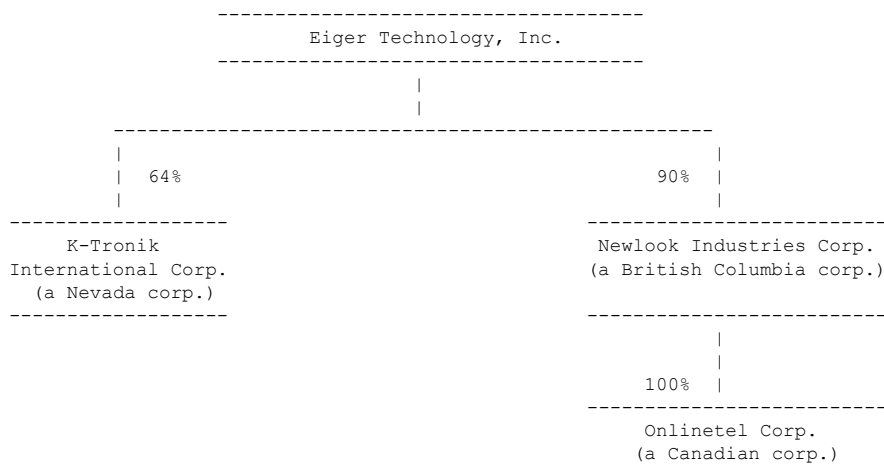 Eiger Technology, Inc.
64%
90%
K-Tronik
International Corp.
(a Nevada corp.)
Newlook Industries Corp.
(a British Columbia corp.)
100%
Onlinetel Corp.
(a Canadian corp.)